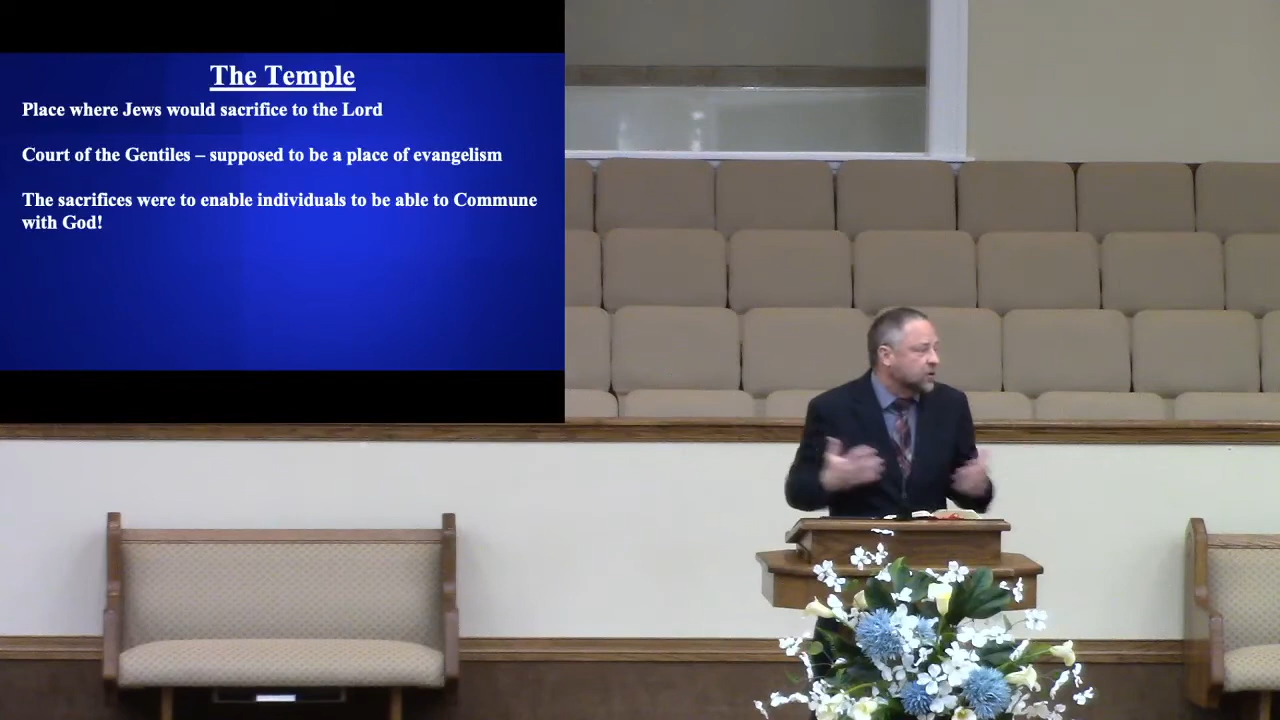 The Temple
Place where Jews would sacrifice to the Lord
Court of the Gentiles – supposed to be a place of evangelism
The sacrifices were to enable individuals to be able to Commune
with God!